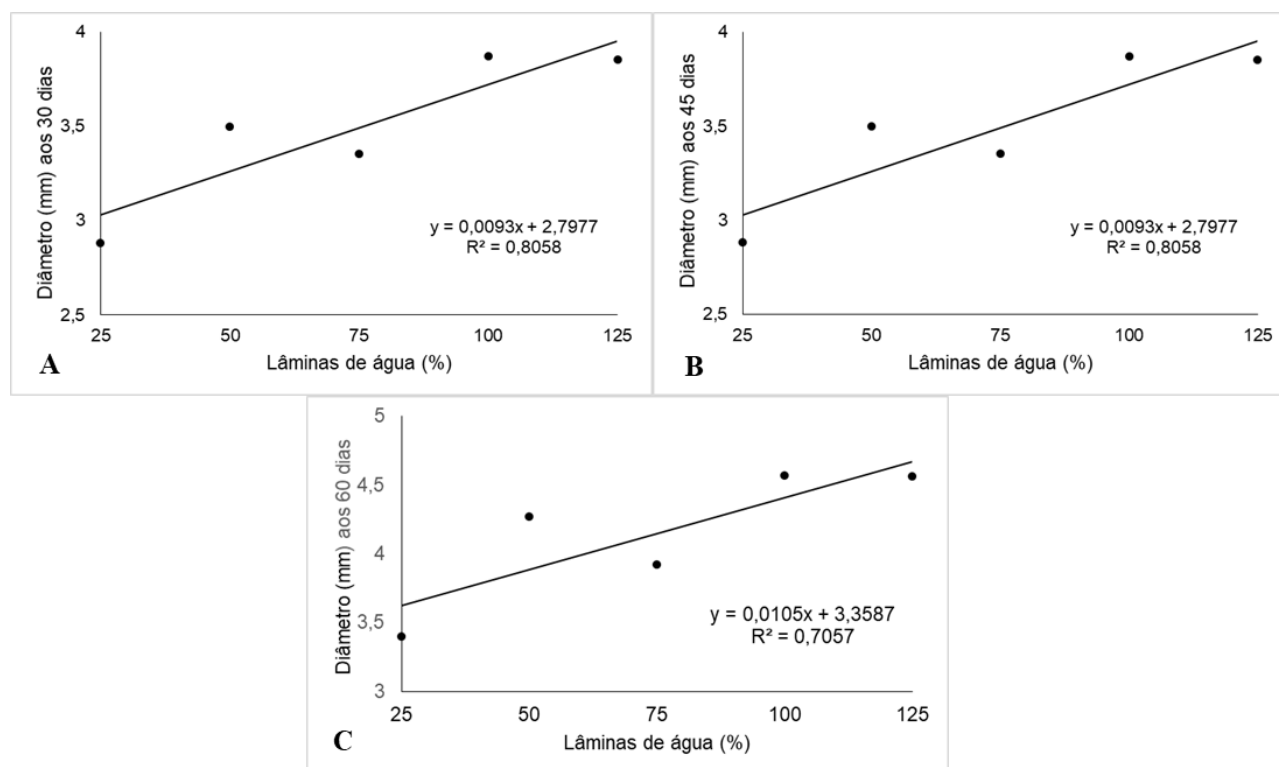 Diâmetro (mm) aos 30 dias
4
3,5
3
2,5
y = 0,0093x + 2,7977
R² = 0,8058
25 50 75 100 125
Lâminas de água (%)
A
Diâmetro (mm) aos 45 dias
4
3,5
3
2,5
y = 0,0093x + 2,7977
R² = 0,8058
25 50 75 100 125
Lâminas de água (%)
B
Diâmetro (mm) aos 60 dias
5
4,5
4
3,5
3
y = 0,0105x + 3,3587
R² = 0,7057
25 50 75 100 125
Lâminas de água (%)
C